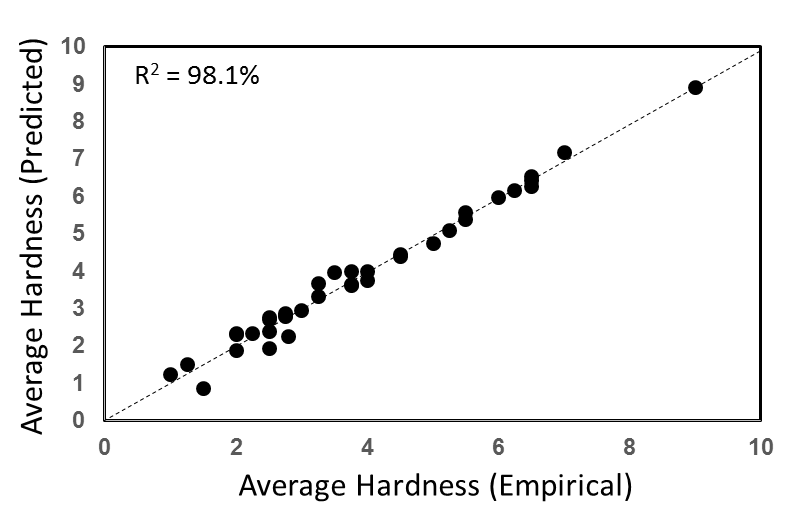 R² = 98.1%
Average Hardness (Predicted)
10
9
8
7
6
5
4
3
2
1
0
0 2 4 6 8 10
Average Hardness (Empirical)